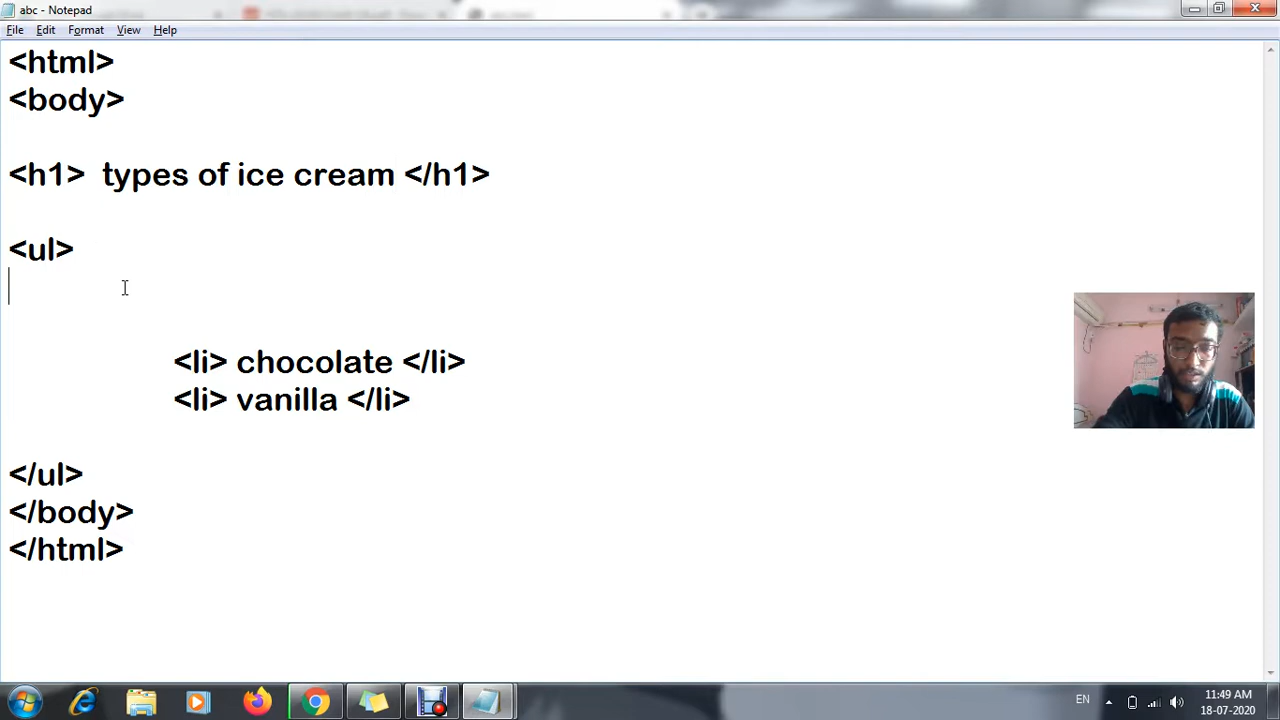 abc - Notepad
File Edit Format View Help
<html>
<body>
<h1> types of ice cream </h1>
<ul>
<li> chocolate </li>
<li> vanilla </li>
</ul>
</body>
</html>
EN
11:49 AM
18-07-2020